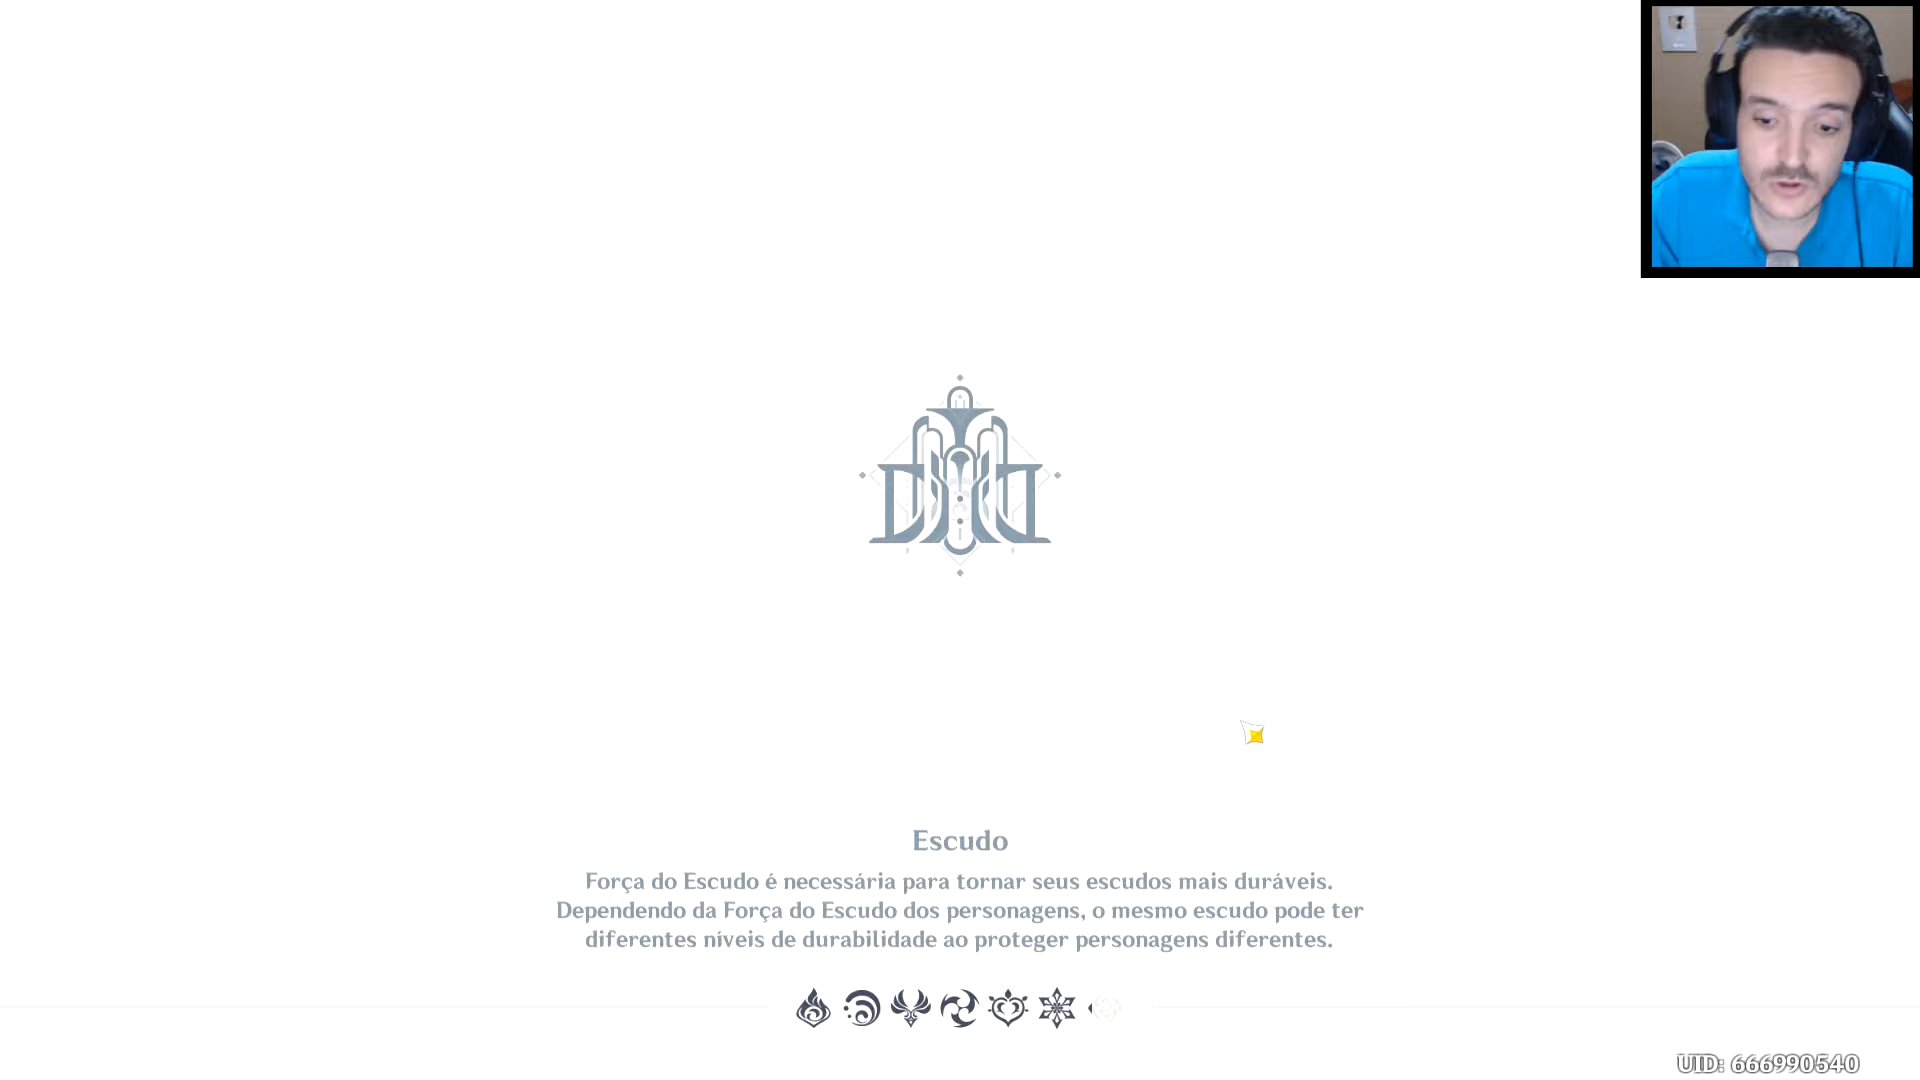 Escudo
Força do Escudo é necessária para tornar seus escudos mais duráveis.
Dependendo da Força do Escudo dos personagens, o mesmo escudo pode ter
diferentes níveis de durabilidade ao proteger personagens diferentes.
UID: 666990540